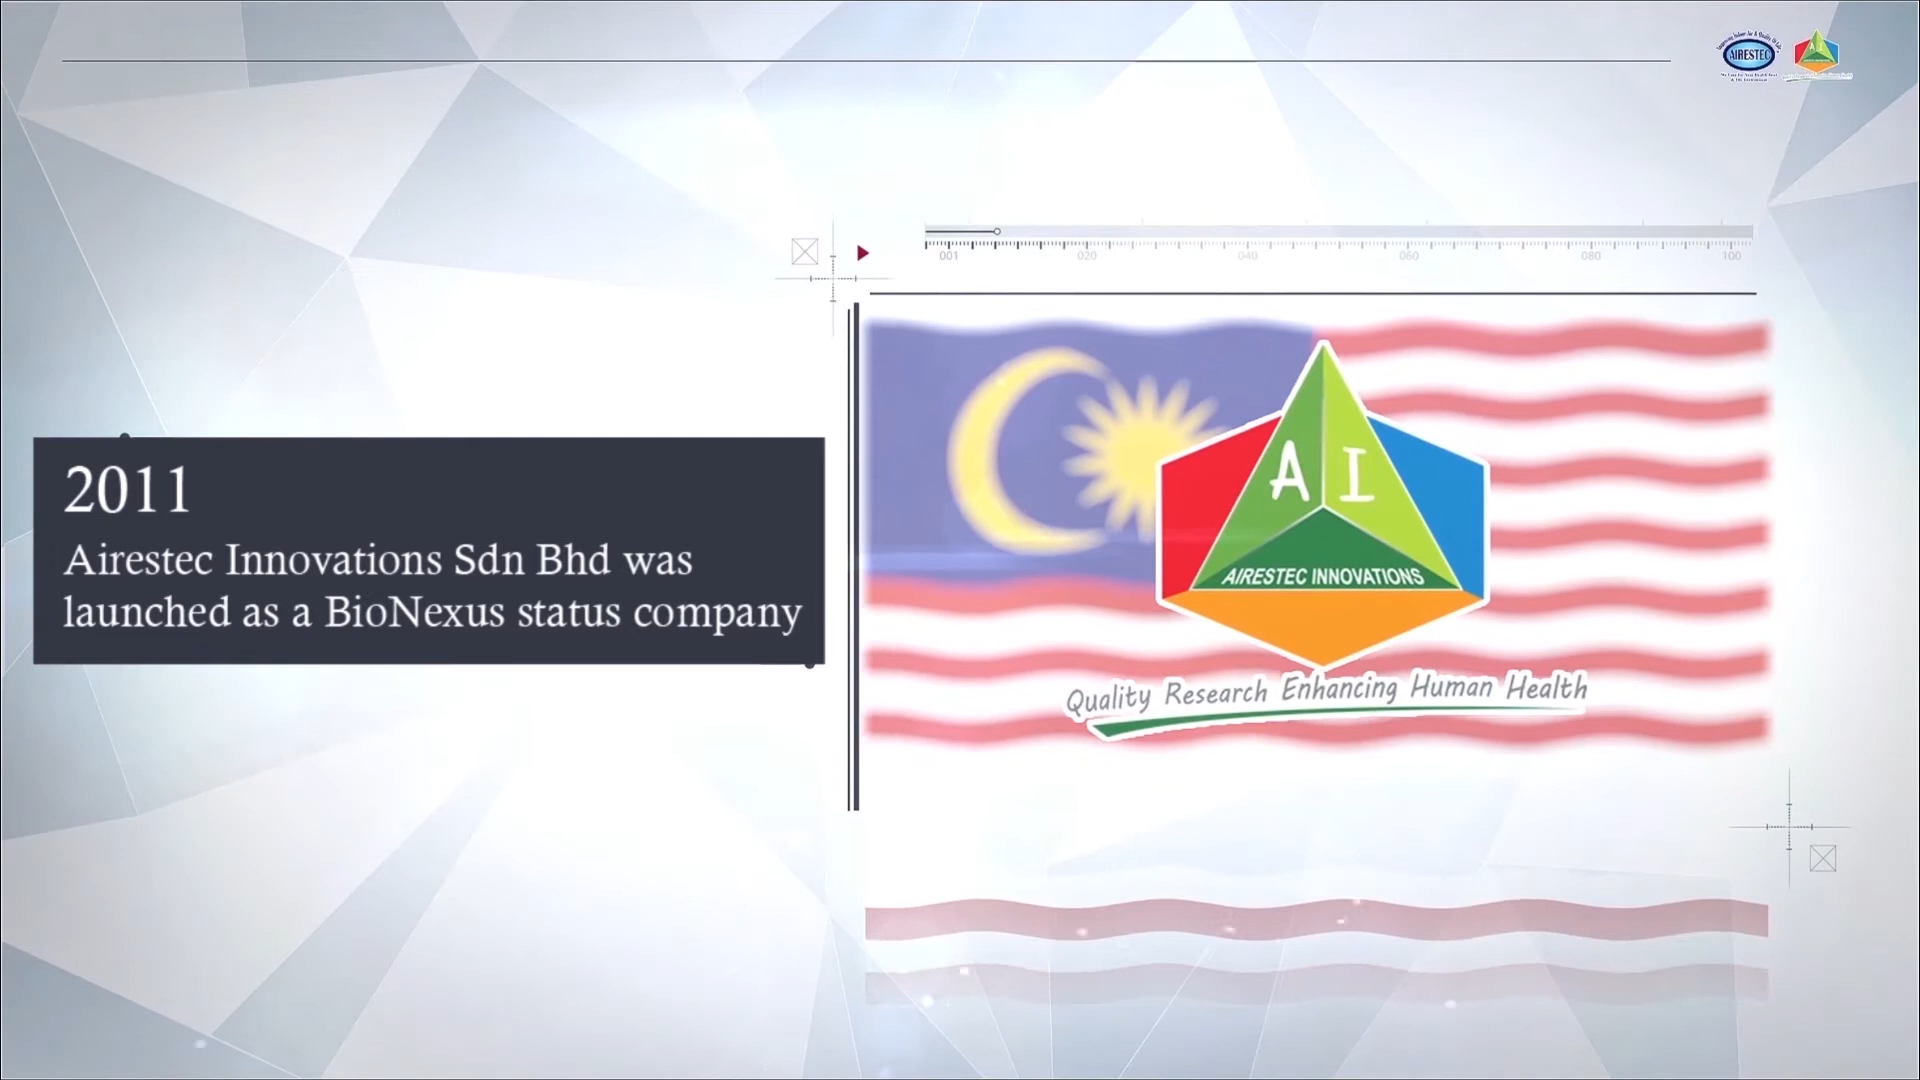 AIRESTEC
001 020 040 060 080 100
2011
Airestec Innovations Sdn Bhd was
launched as a BioNexus status company
A I
AIRESTEC INNOVATIONS
Quality Research Enhancing Human Health